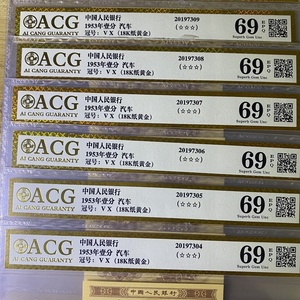 ACG
AI CANG GUARANTY
中国人民银行
1953年壹分 汽车
冠号：V X（18K纸黄金）
20197309
(☆☆☆)
69 EPQ
Superb Gem Unc
ACG
AI CANG GUARANTY
中国人民银行
1953年壹分 汽车
冠号：V X（18K纸黄金）
20197308
(☆☆☆)
69 EPQ
Superb Gem Unc
ACG
AI CANG GUARANTY
中国人民银行
1953年壹分 汽车
冠号：V X（18K纸黄金）
20197307
(☆☆☆)
69 EPQ
Superb Gem Unc
ACG
AI CANG GUARANTY
中国人民银行
1953年壹分 汽车
冠号：V X（18K纸黄金）
20197306
(☆☆☆)
69 EPQ
Superb Gem Unc
ACG
AI CANG GUARANTY
中国人民银行
1953年壹分 汽车
冠号：V X（18K纸黄金）
20197305
(☆☆☆)
69 EPQ
Superb Gem Unc
ACG
AI CANG GUARANTY
中国人民银行
1953年壹分 汽车
冠号：V X（18K纸黄金）
20197304
(☆☆☆)
69 EPQ
Superb Gem Unc
中國人民銀行